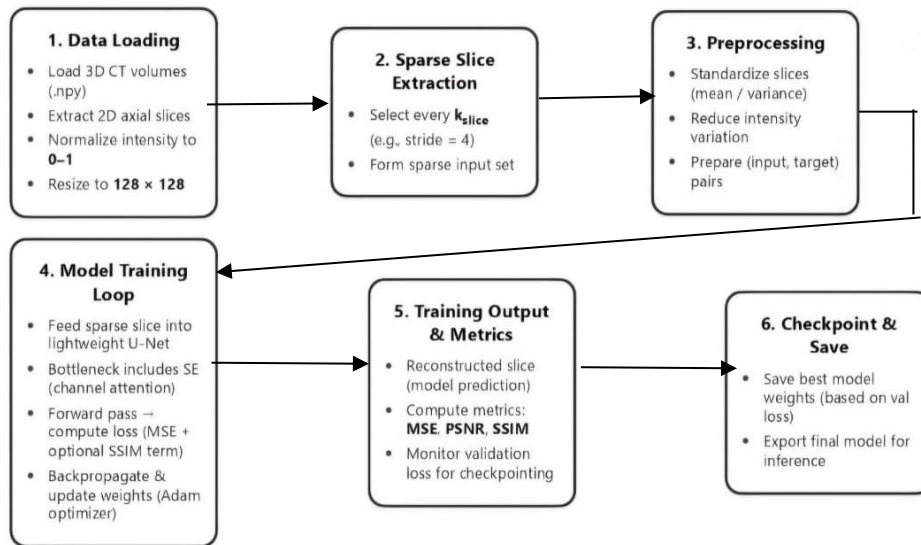 1. Data Loading
• Load 3D CT volumes
(.npy)
• Extract 2D axial slices
• Normalize intensity to
0–1
• Resize to 128 × 128
2. Sparse Slice
Extraction
• Select every kslice
(e.g., stride = 4)
• Form sparse input set
3. Preprocessing
• Standardize slices
(mean / variance)
• Reduce intensity
variation
• Prepare (input, target)
pairs
4. Model Training
Loop
• Feed sparse slice into
lightweight U-Net
• Bottleneck includes SE
(channel attention)
• Forward pass →
compute loss (MSE +
optional SSIM term)
• Backpropagate &
update weights (Adam
optimizer)
5. Training Output
& Metrics
• Reconstructed slice
(model prediction)
• Compute metrics:
MSE, PSNR, SSIM
• Monitor validation
loss for checkpointing
6. Checkpoint &
Save
• Save best model
weights (based on val
loss)
• Export final model for
inference